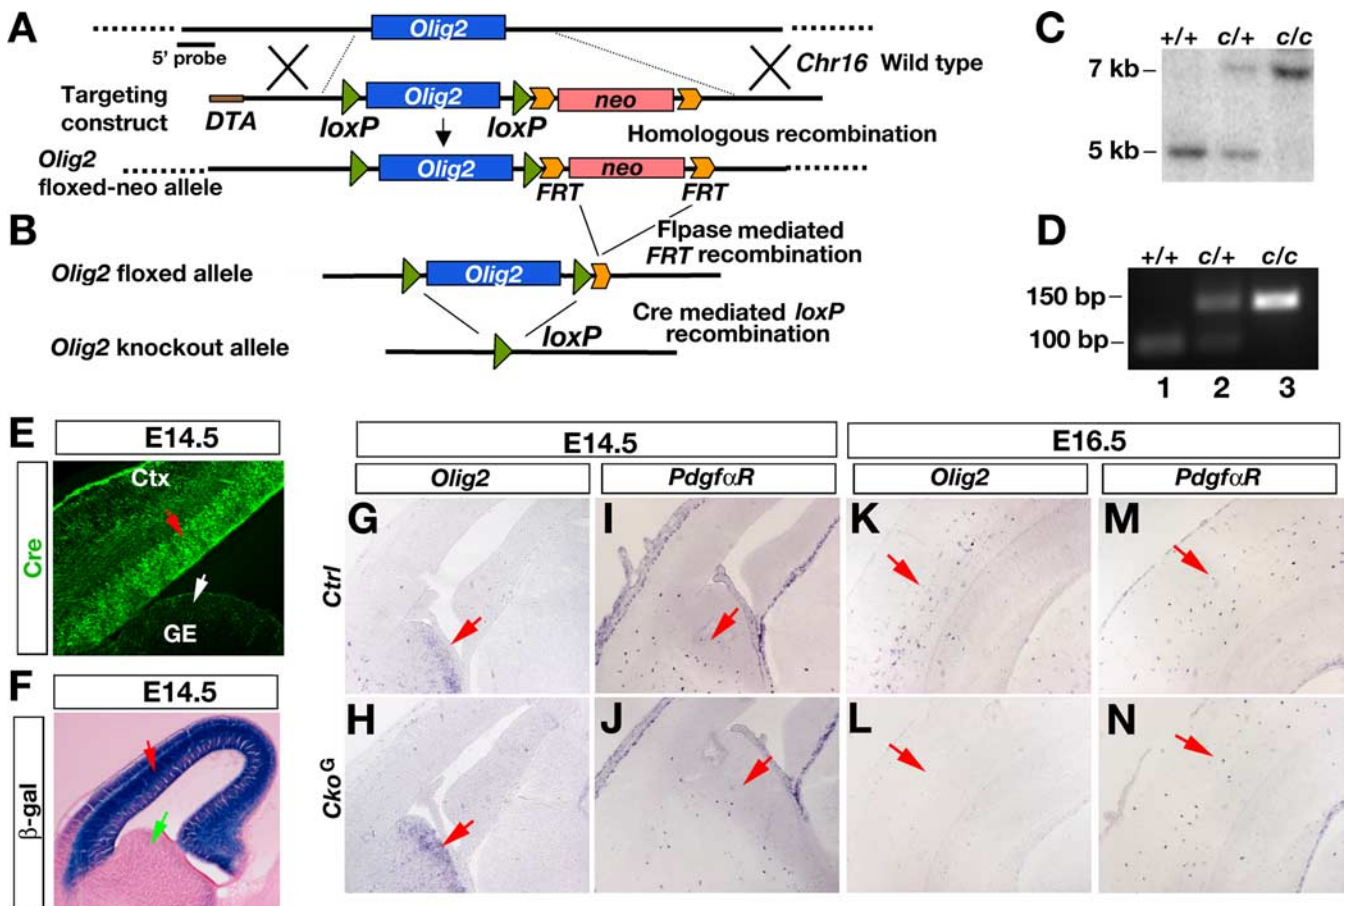 A
Olig2
5' probe
Chr16 Wild type
Targeting
construct
DTA
loxP
Olig2
loxP
neo
Homologous recombination
Olig2
floxed-neo allele
Olig2
neo
FRT
FRT
B
Flpase mediated
FRT recombination
Olig2 floxed allele
Olig2
Cre mediated loxP
recombination
Olig2 knockout allele
loxP
C
+/+ c/+ c/c
7 kb
5 kb
D
+/+ c/+ c/c
150 bp
100 bp
1 2 3
E
E14.5
Cre
Ctx
GE
F
E14.5
β-gal
E14.5
E16.5
Olig2
PdgfαR
Olig2
PdgfαR
Ctrl
G
I
K
M
CkoG
H
J
L
N